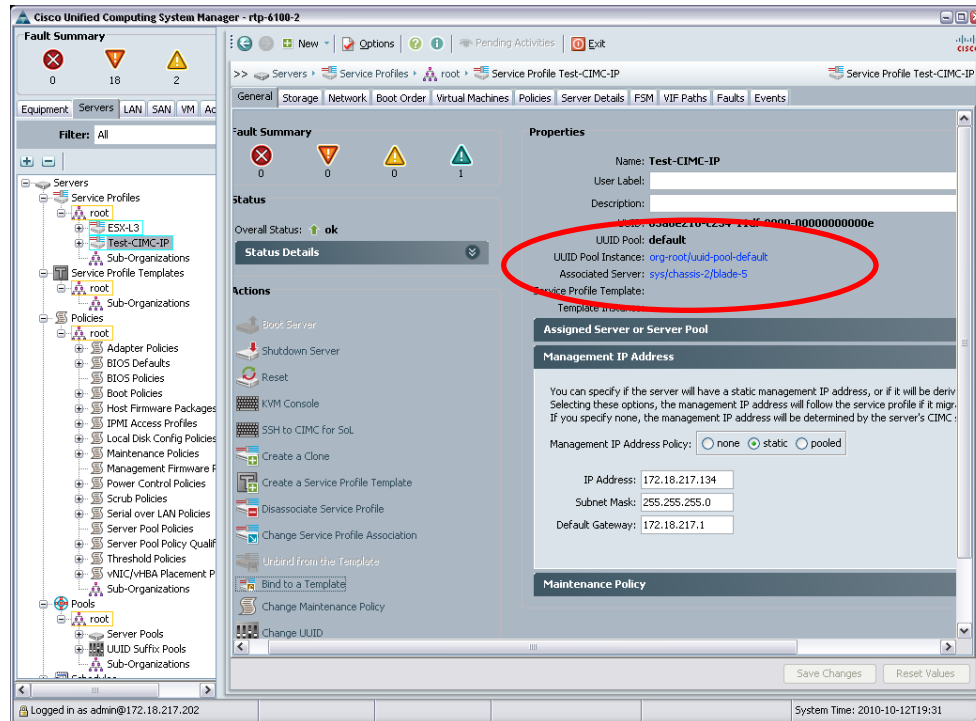 Cisco Unified Computing System Manager - rtp-6100-2
Fault Summary
0 18 2
Equipment Servers LAN SAN VM
Filter: All
Servers
Service Profiles
root
ESX-L3
Test-CIMC-IP
Sub-Organizations
Service Profile Templates
root
Sub-Organizations
Policies
root
Adapter Policies
BIOS Defaults
BIOS Policies
Boot Policies
Host Firmware Packages
IPMI Access Profiles
Local Disk Config Policies
Maintenance Policies
Management Firmware
Power Control Policies
Scrub Policies
Serial over LAN Policies
Server Pool Policies
Server Pool Policy Qualif
Threshold Policies
vNIC/vHBA Placement P
Sub-Organizations
Pools
root
Server Pools
UUID Suffix Pools
Sub-Organizations
New Options Pending Activities Exit
CISCO
>> Servers Service Profiles root Service Profile Test-CIMC-IP Service Profile Test-CIMC-IP
General Storage Network Boot Order Virtual Machines Policies Server Details FSM VIF Paths Faults Events
Fault Summary
0 0 0 1
Status
Overall Status: ok
Status Details
Actions
Boot Server
Shutdown Server
Reset
KVM Console
SSH to CIMC for SoL
Create a Clone
Create a Service Profile Template
Disassociate Service Profile
Change Service Profile Association
Unbind from the Template
Bind to a Template
Change Maintenance Policy
Change UUID
Properties
Name: Test-CIMC-IP
User Label:
Description:
UUID Pool: default
UUID Pool Instance: org-root/uuid-pool-default
Associated Server: sys/chassis-2/blade-5
Service Profile Template:
Template Instance:
Assigned Server or Server Pool
Management IP Address
You can specify if the server will have a static management IP address, or if it will be deriv
Selecting these options, the management IP address will follow the service profile if it migr
If you specify none, the management IP address will be determined by the server's CIMC
Management IP Address Policy: none static pooled
IP Address: 172.18.217.134
Subnet Mask: 255.255.255.0
Default Gateway: 172.18.217.1
Maintenance Policy
Save Changes Reset Values
Logged in as admin@172.18.217.202
System Time: 2010-10-12T19:31